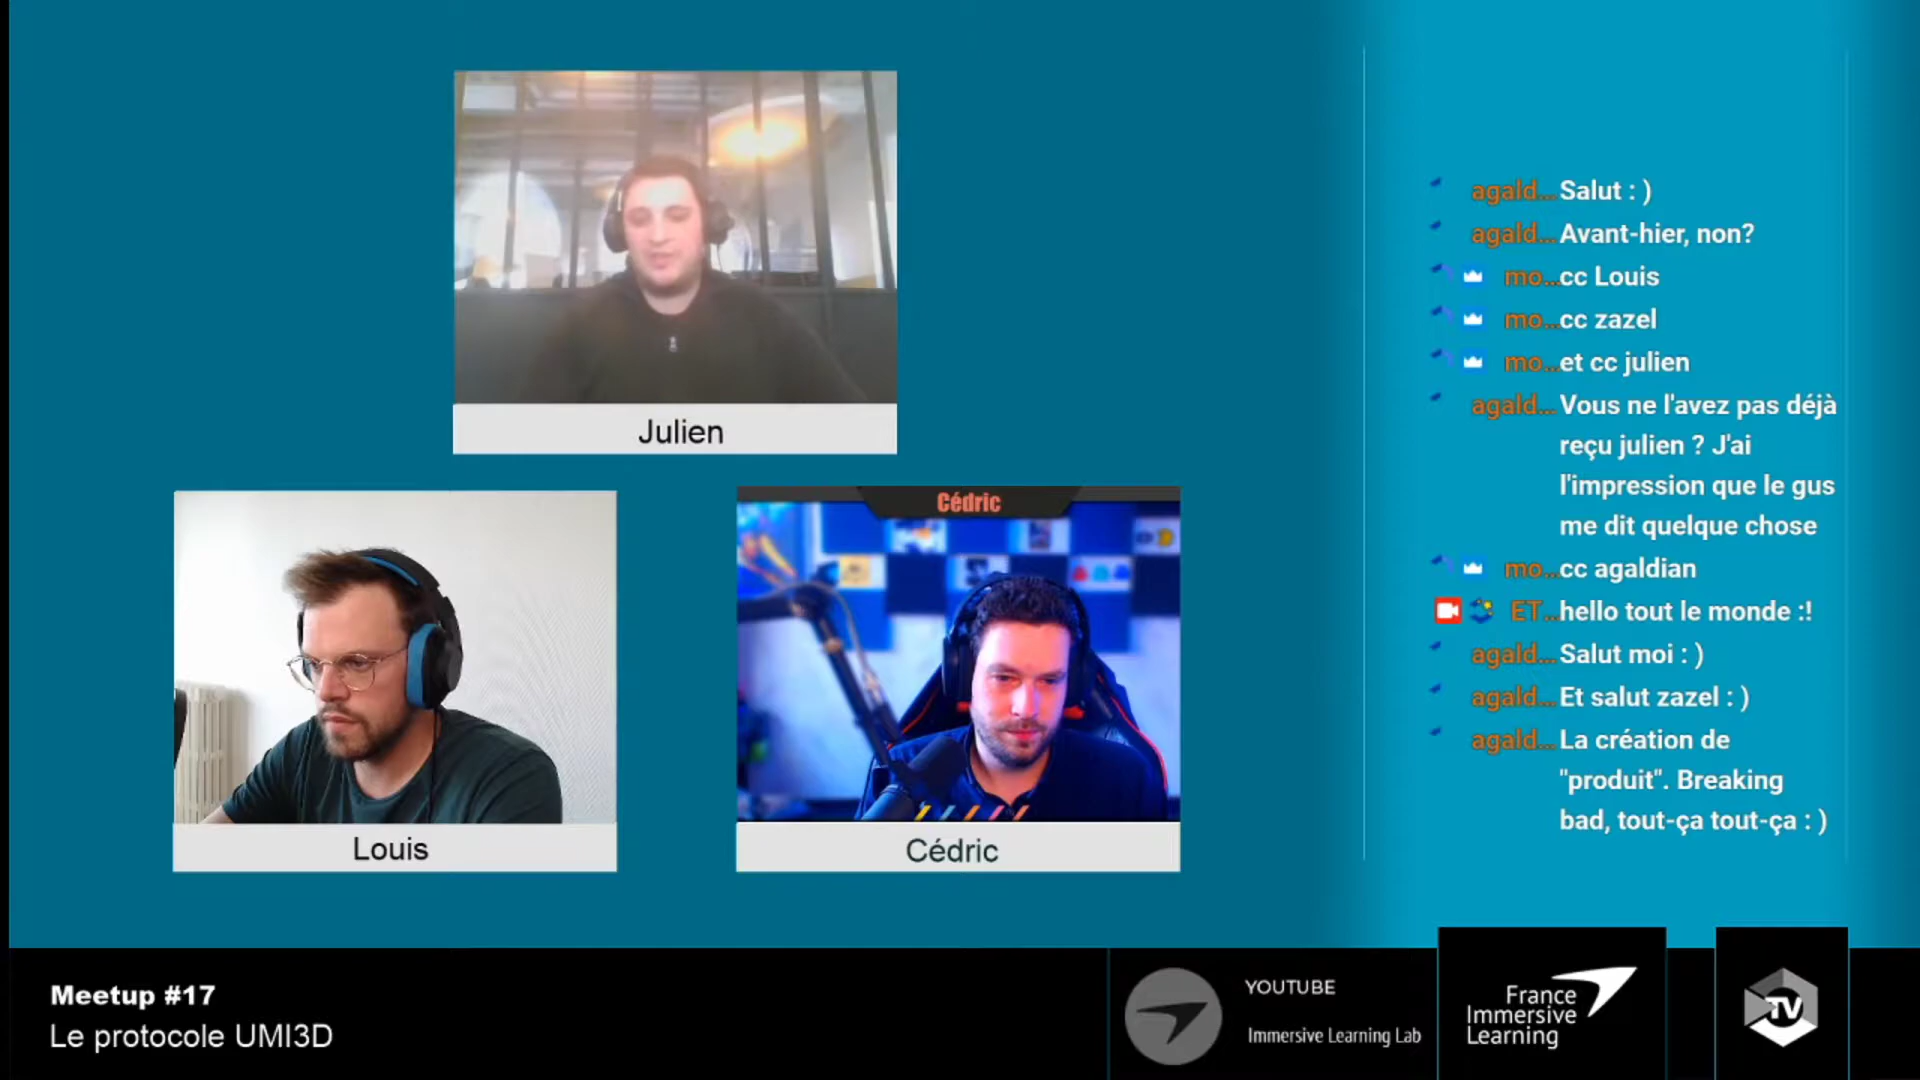 Julien
Louis
Cédric
Cédric
agald... Salut : )
agald... Avant-hier, non?
mo... cc Louis
mo... cc zazel
mo... et cc julien
agald... Vous ne l'avez pas déjà
reçu julien ? J'ai
l'impression que le gus
me dit quelque chose
mo... cc agaldian
ET... hello tout le monde :!
agald... Salut moi : )
agald... Et salut zazel : )
agald... La création de
"produit". Breaking
bad, tout-ça tout-ça : )
Meetup #17
Le protocole UMI3D
YOUTUBE
Immersive Learning Lab
France
Immersive
Learning
TV